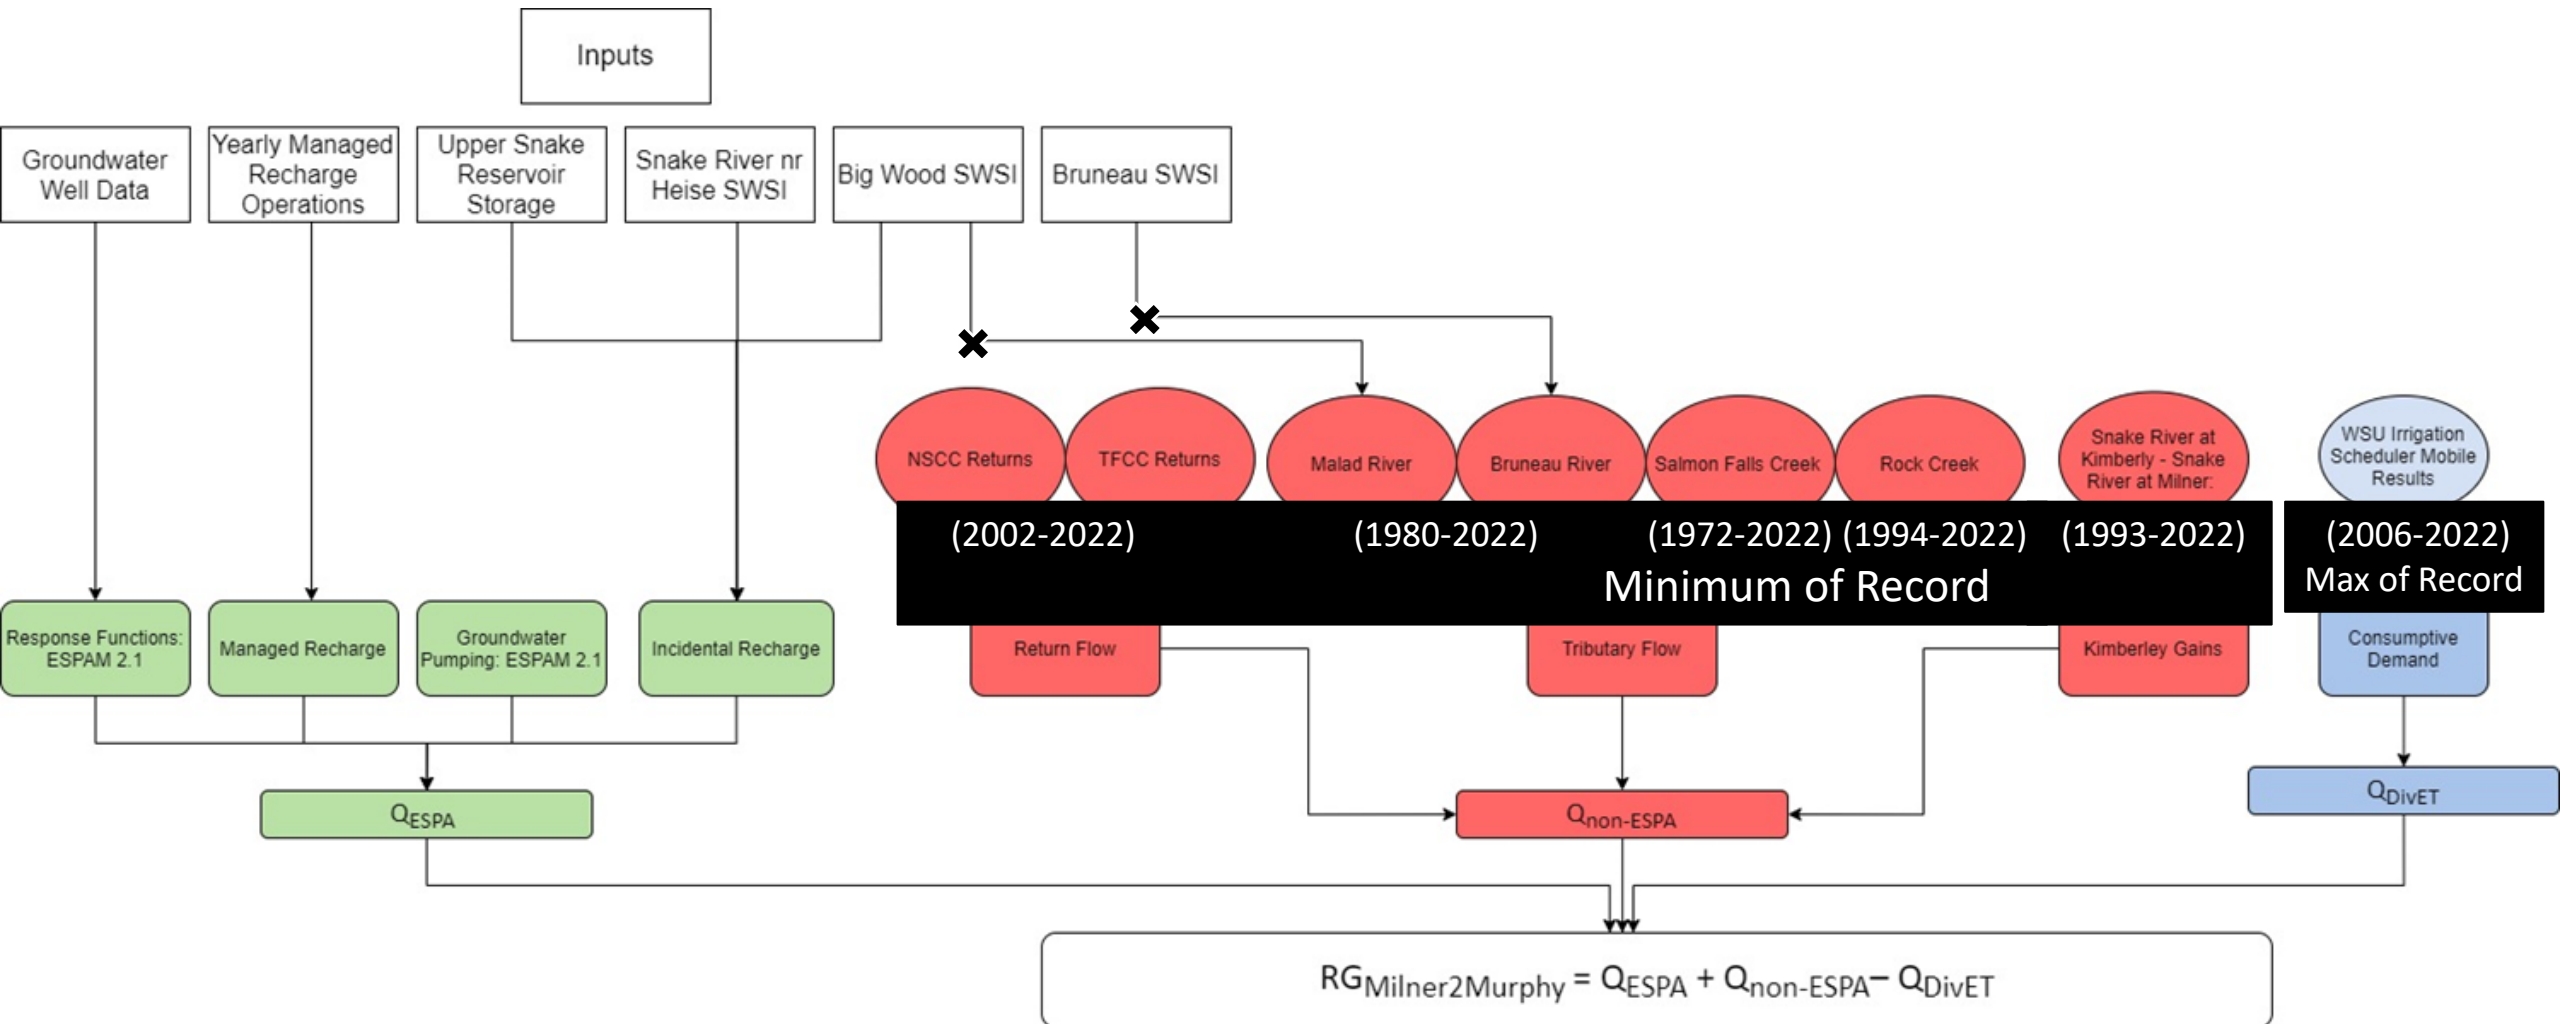 Inputs
Groundwater
Well Data
Yearly Managed
Recharge
Operations
Upper Snake
Reservoir
Storage
Snake River nr
Heise SWSI
Big Wood SWSI
Bruneau SWSI
NSCC Returns
TFCC Returns
Malad River
Bruneau River
Salmon Falls Creek
Rock Creek
Snake River at
Kimberly - Snake
River at Milner:
WSU Irrigation
Scheduler Mobile
Results
(2002-2022)
(1980-2022)
(1972-2022)
(1994-2022)
(1993-2022)
Minimum of Record
(2006-2022)
Max of Record
Response Functions:
ESPAM 2.1
Managed Recharge
Groundwater
Pumping: ESPAM 2.1
Incidental Recharge
Return Flow
Tributary Flow
Kimberley Gains
Consumptive
Demand
QESPA
Qnon-ESPA
QDivET
RGMilner2Murphy = QESPA + Qnon-ESPA– QDivET